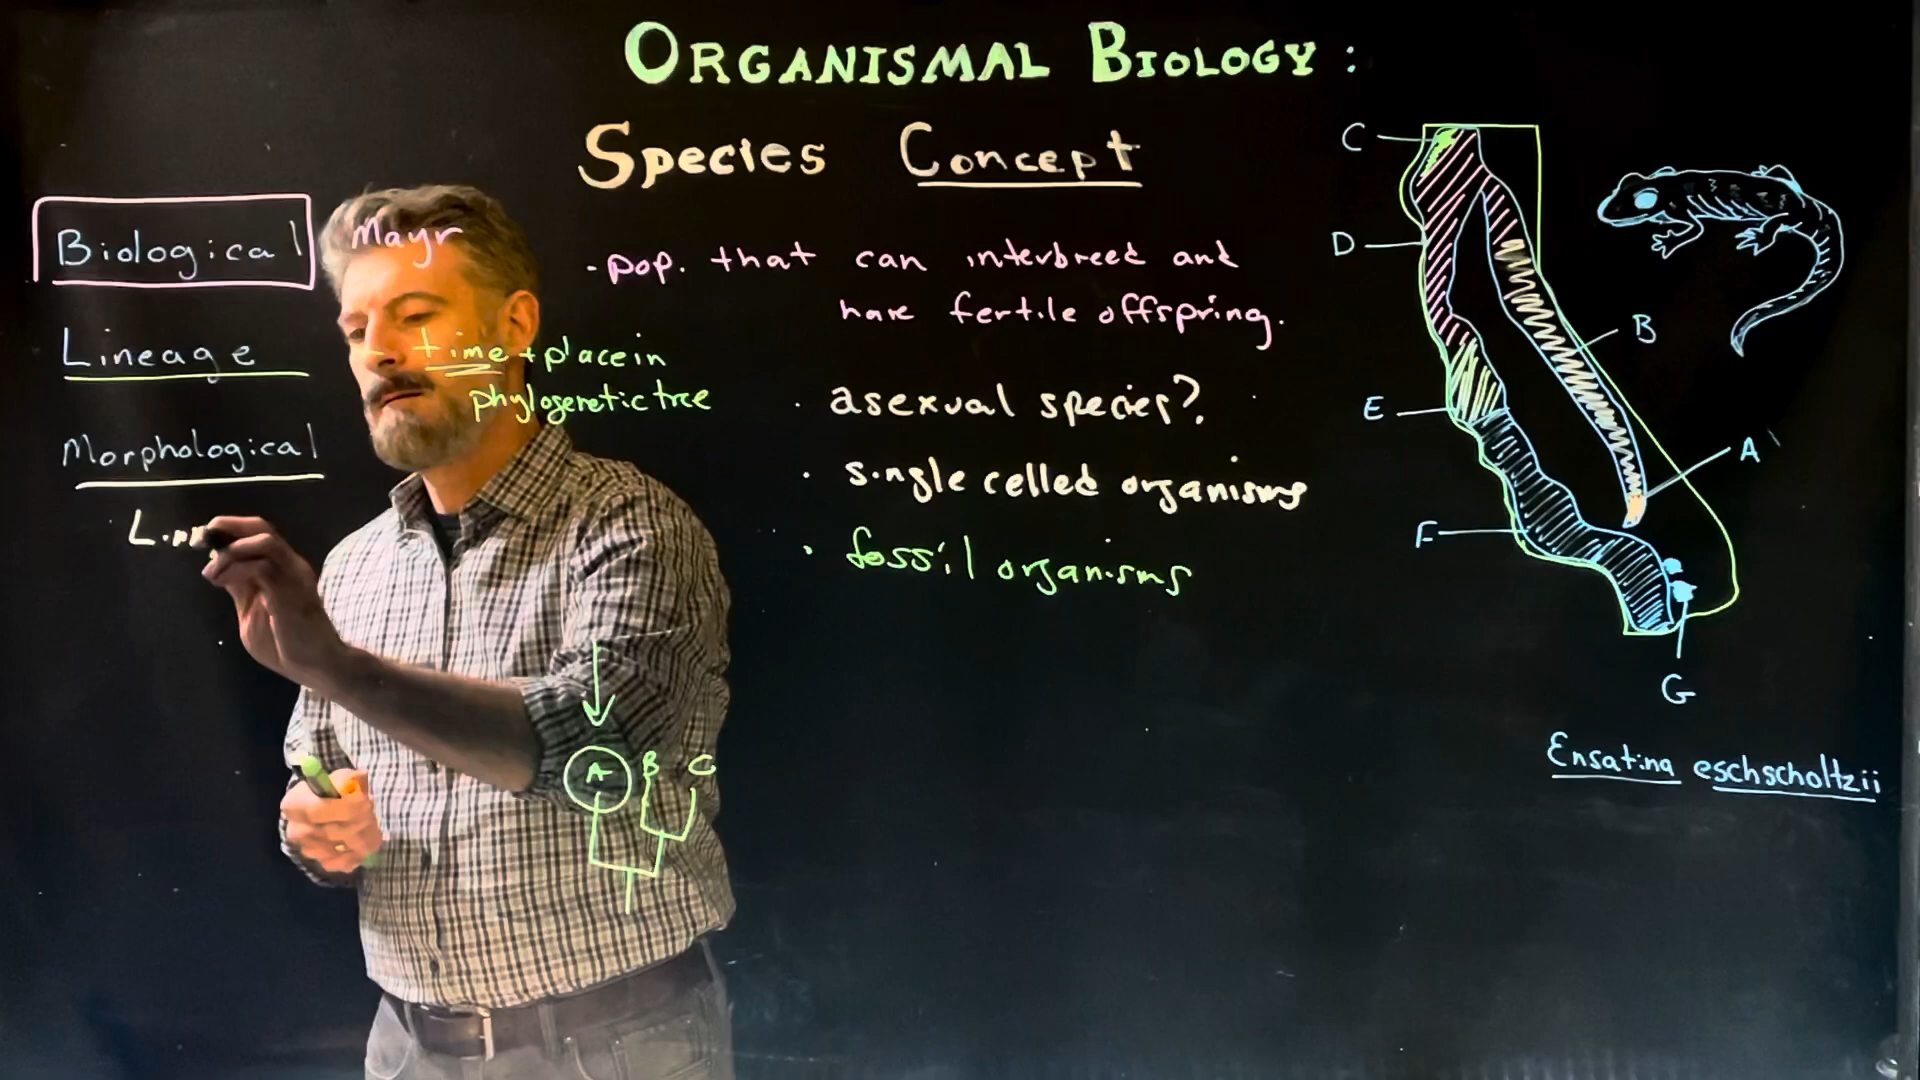 ORGANISMAL BIOLOGY :
Species Concept
Biological
Mayr
- pop. that can interbreed and
have fertile offspring.
Lineage
- time + place in
phylogenetic tree
Morphological
· asexual species?
· single celled organisms
· fossil organisms
A B C
C
D
B
E
A
F
G
Ensatina eschscholtzii